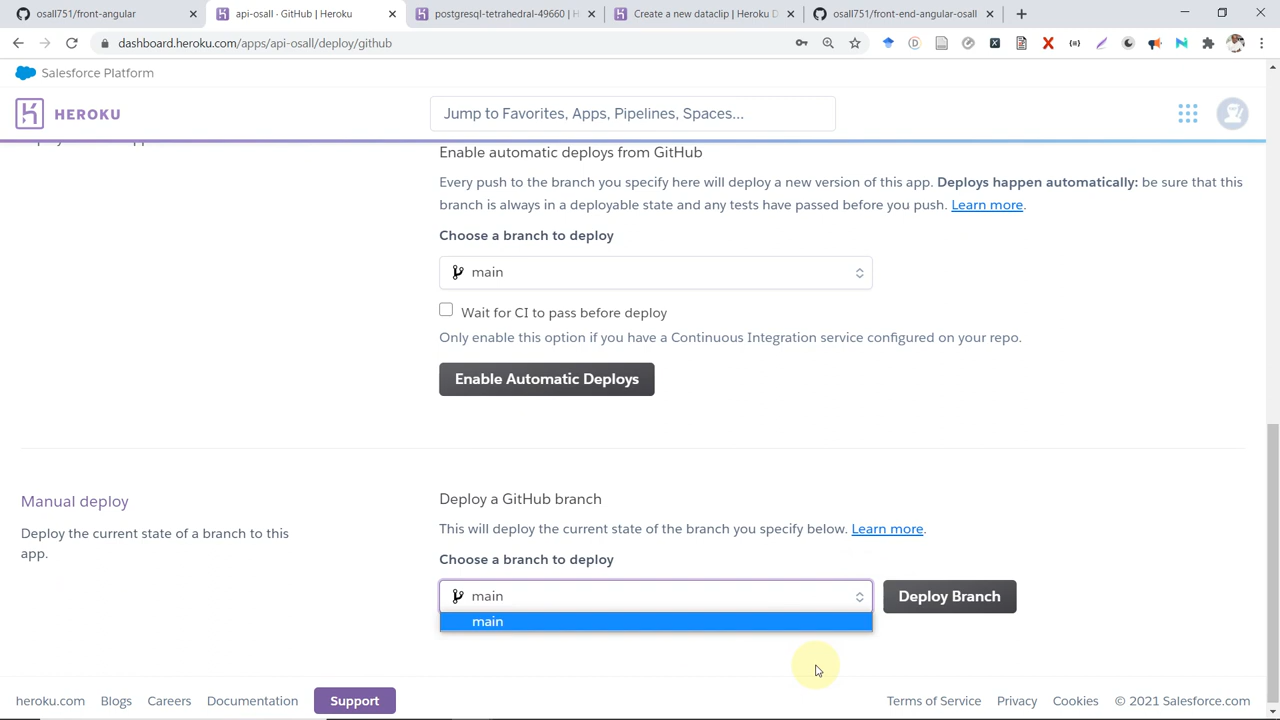 osall751/front-angular
api-osall · GitHub | Heroku
postgresql-tetrahedral-49660 | H
Create a new dataclip | Heroku D
osall751/front-end-angular-osall
dashboard.heroku.com/apps/api-osall/deploy/github
Salesforce Platform
HEROKU
Jump to Favorites, Apps, Pipelines, Spaces...
Enable automatic deploys from GitHub
Every push to the branch you specify here will deploy a new version of this app. Deploys happen automatically: be sure that this
branch is always in a deployable state and any tests have passed before you push. Learn more.
Choose a branch to deploy
main
Wait for CI to pass before deploy
Only enable this option if you have a Continuous Integration service configured on your repo.
Enable Automatic Deploys
Manual deploy
Deploy the current state of a branch to this
app.
Deploy a GitHub branch
This will deploy the current state of the branch you specify below. Learn more.
Choose a branch to deploy
main
Deploy Branch
main
heroku.com
Blogs
Careers
Documentation
Support
Terms of Service
Privacy
Cookies
© 2021 Salesforce.com